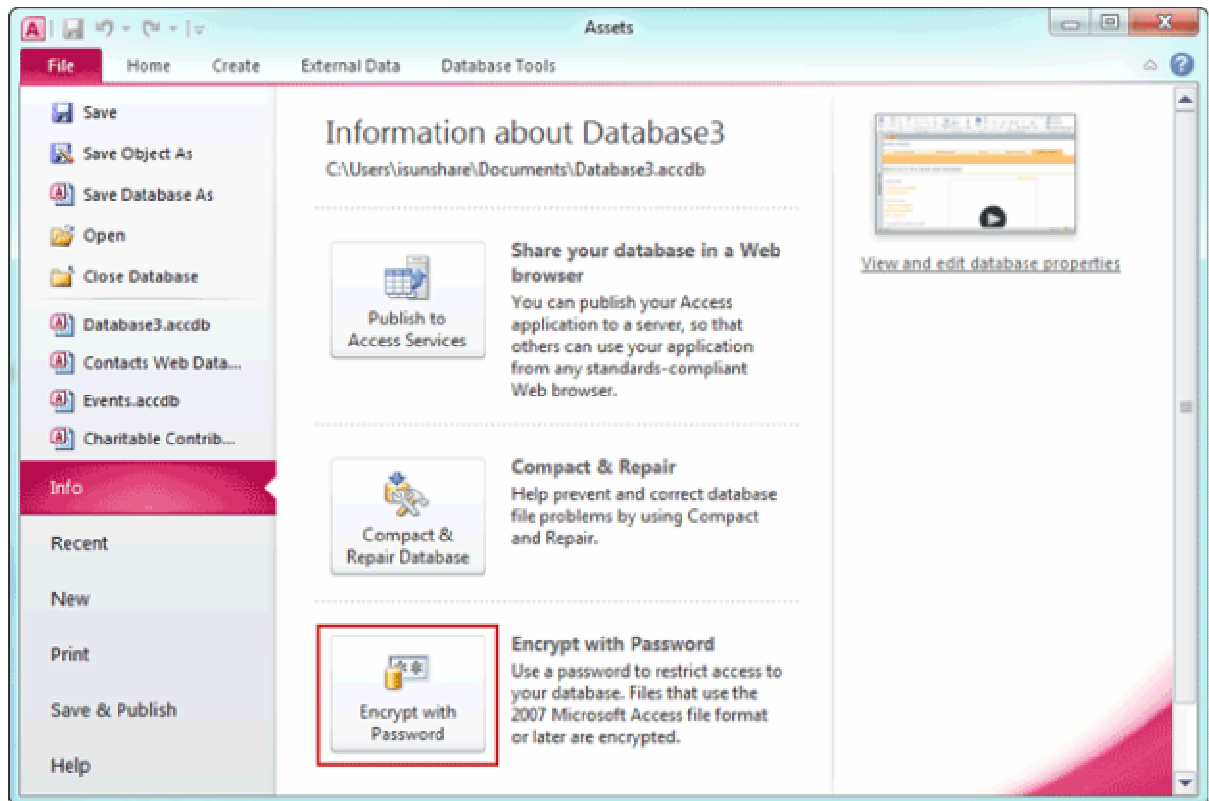 Assets
File Home Create External Data Database Tools
Save
Save Object As
Save Database As
Open
Close Database
Database3.accdb
Contacts Web Data...
Events.accdb
Charitable Contrib...
Info
Recent
New
Print
Save & Publish
Help
Information about Database3
C:\Users\isunshare\Documents\Database3.accdb
Publish to
Access Services
Share your database in a Web
browser
You can publish your Access
application to a server, so that
others can use your application
from any standards-compliant
Web browser.
Compact &
Repair Database
Compact & Repair
Help prevent and correct database
file problems by using Compact
and Repair.
Encrypt with
Password
Encrypt with Password
Use a password to restrict access to
your database. Files that use the
2007 Microsoft Access file format
or later are encrypted.
View and edit database properties